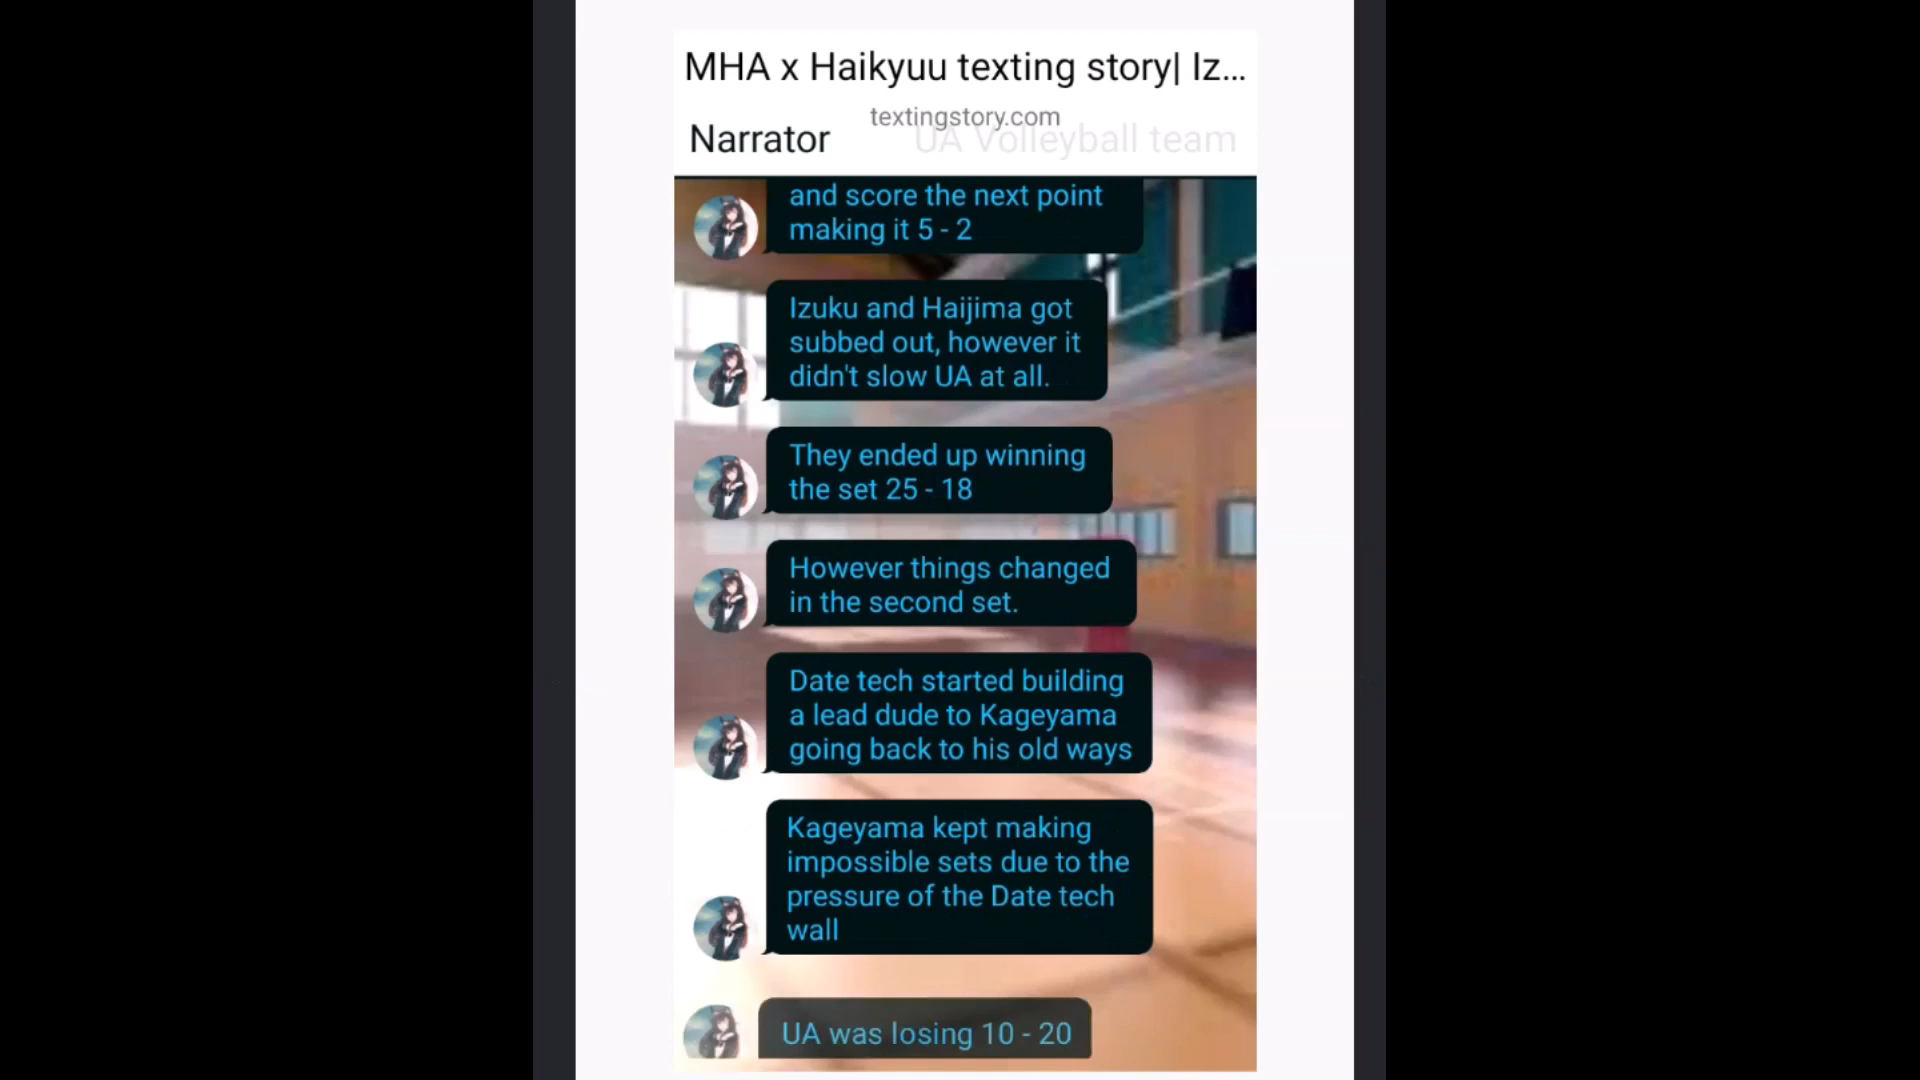 MHA x Haikyuu texting story| Iz...
textingstory.com
Narrator
UA Volleyball team
and score the next point
making it 5 - 2
Izuku and Haijima got
subbed out, however it
didn't slow UA at all.
They ended up winning
the set 25 - 18
However things changed
in the second set.
Date tech started building
a lead dude to Kageyama
going back to his old ways
Kageyama kept making
impossible sets due to the
pressure of the Date tech
wall
UA was losing 10 - 20